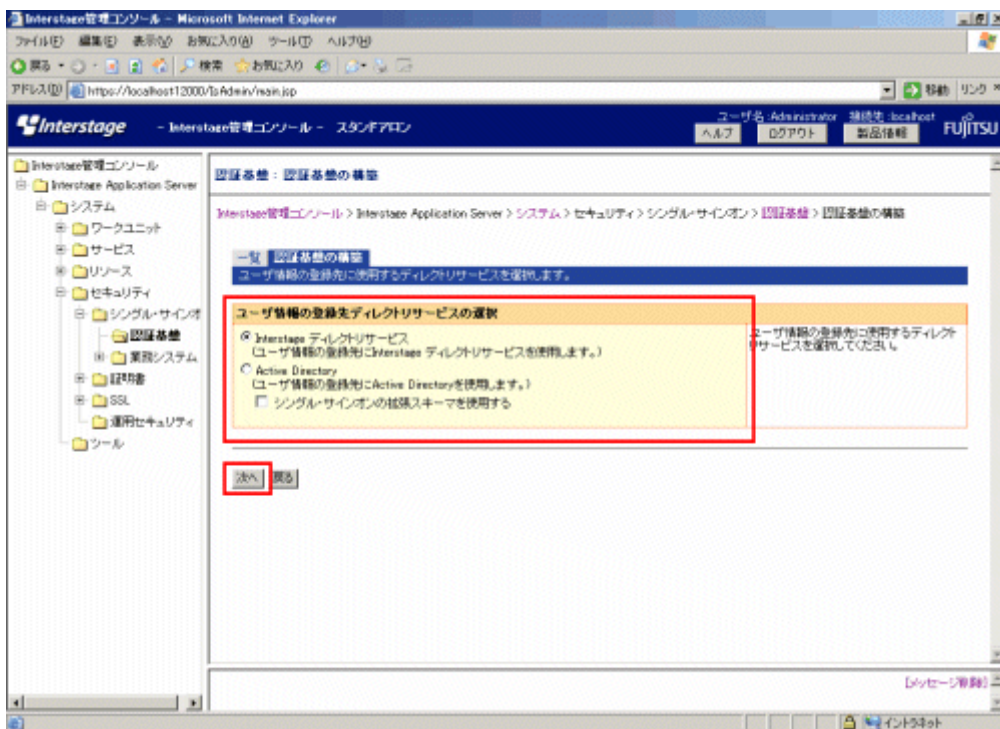 Interstage管理コンソール - Microsoft Internet Explorer
ファイル(F) 編集(E) 表示(V) お気に入り(A) ツール(T) ヘルプ(H)
戻る 検索 お気に入り
アドレス(D) https://localhost:12000/IsAdmin/main.jsp 移動 リンク
Interstage - Interstage管理コンソール - スタンドアロン
ユーザ名:Administrator 接続先:localhost
ヘルプ ログアウト 製品情報 FUJITSU
Interstage管理コンソール
Interstage Application Server
システム
ワークユニット
サービス
リソース
セキュリティ
シングル・サインオ
認証基盤
業務システム
証明書
SSL
運用セキュリティ
ツール
認証基盤 : 認証基盤の構築
Interstage管理コンソール > Interstage Application Server > システム > セキュリティ > シングル・サインオン > 認証基盤 > 認証基盤の構築
一覧 認証基盤の構築
ユーザ情報の登録先に使用するディレクトリサービスを選択します。
ユーザ情報の登録先ディレクトリサービスの選択
Interstage ディレクトリサービス
(ユーザ情報の登録先にInterstage ディレクトリサービスを使用します。)
Active Directory
(ユーザ情報の登録先にActive Directoryを使用します。)
シングル・サインオンの拡張スキーマを使用する
ユーザ情報の登録先に使用するディレクト
リサービスを選択してください。
次へ 戻る
[メッセージ削除]
イントラネット